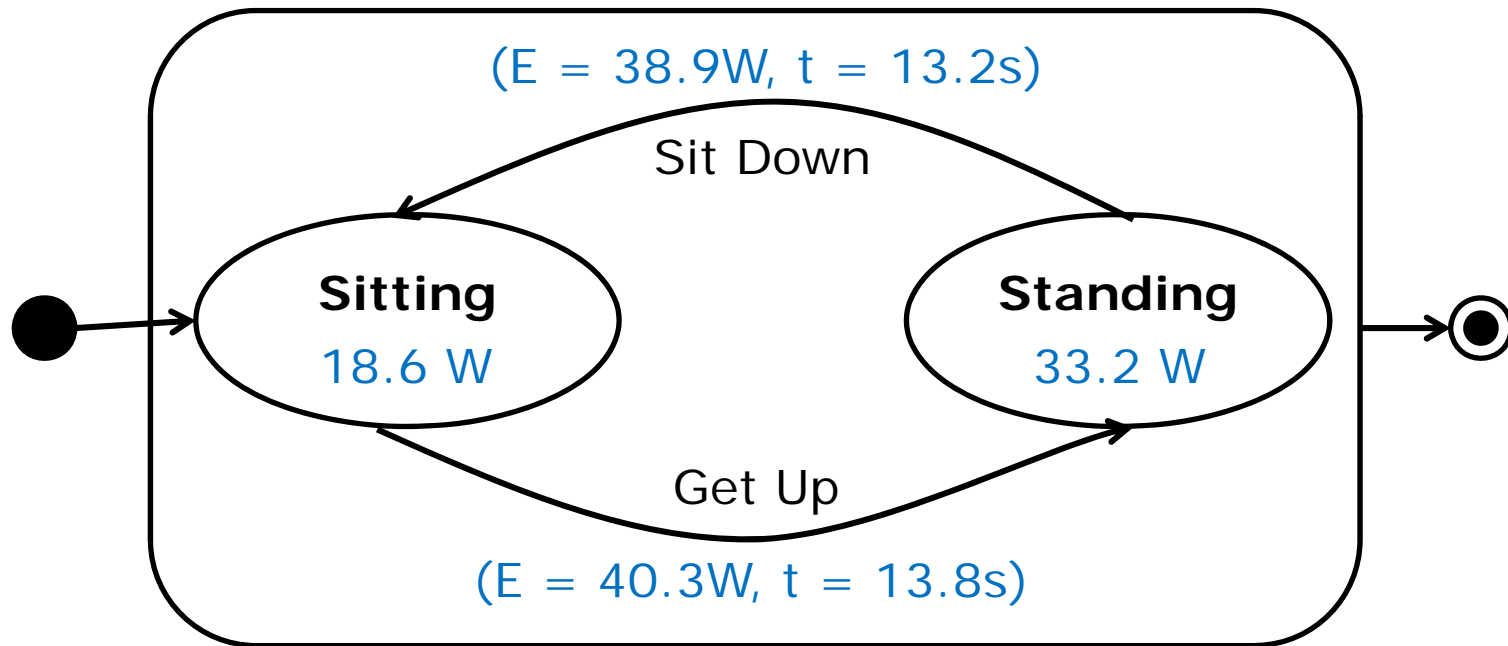 (E = 38.9W, t = 13.2s)
Sit Down
Sitting
18.6 W
Standing
33.2 W
Get Up
(E = 40.3W, t = 13.8s)